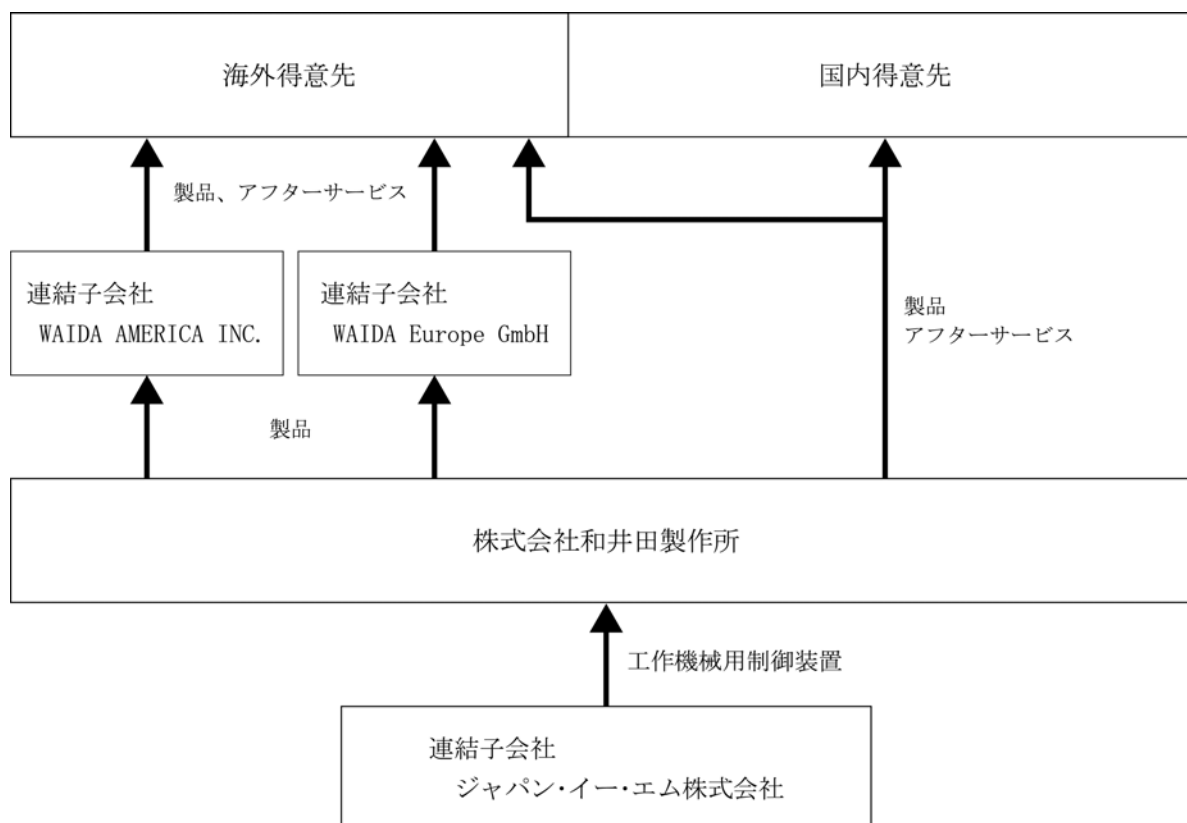 海外得意先
国内得意先
製品、アフターサービス
連結子会社
WAIDA AMERICA INC.
連結子会社
WAIDA Europe GmbH
製品
アフターサービス
製品
株式会社和井田製作所
工作機械用制御装置
連結子会社
ジャパン・イー・エム株式会社